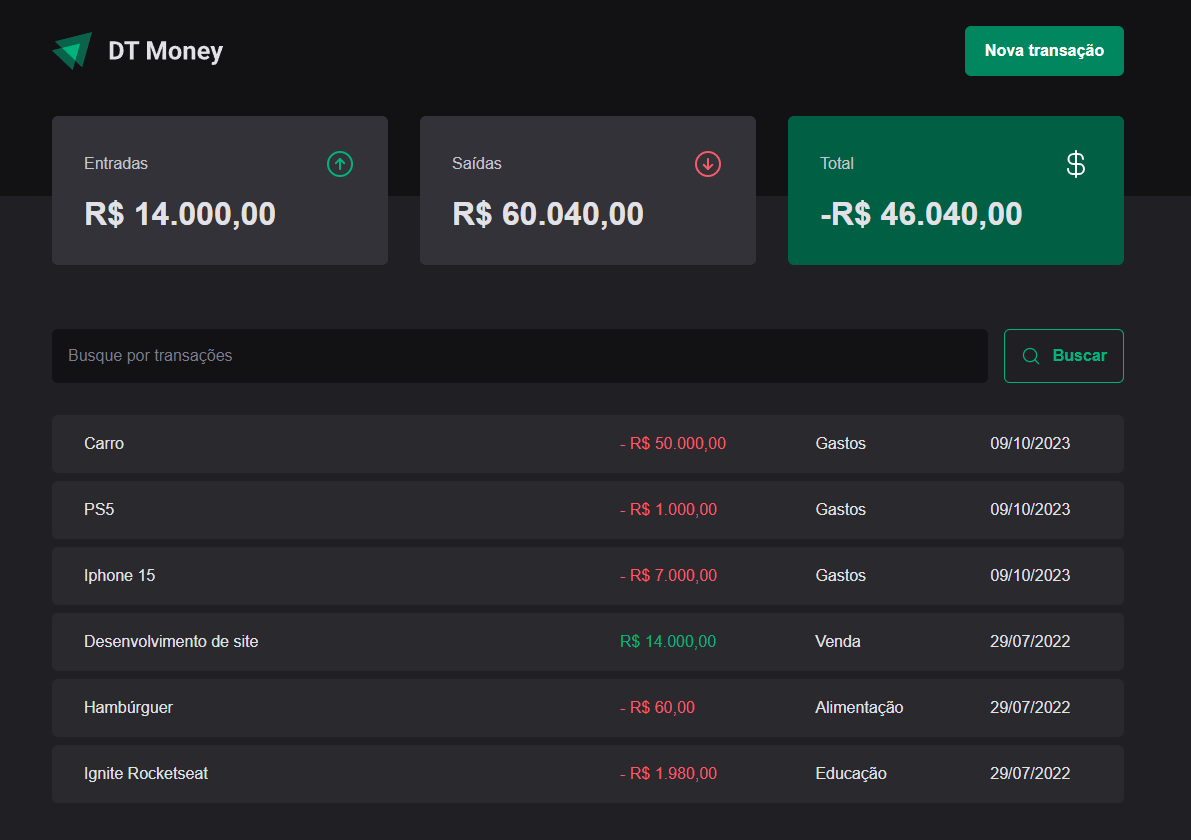 DT Money
Nova transação
Entradas
R$ 14.000,00
Saídas
R$ 60.040,00
Total
-R$ 46.040,00
Busque por transações
Buscar
Carro - R$ 50.000,00 Gastos 09/10/2023
PS5 - R$ 1.000,00 Gastos 09/10/2023
Iphone 15 - R$ 7.000,00 Gastos 09/10/2023
Desenvolvimento de site R$ 14.000,00 Venda 29/07/2022
Hambúrguer - R$ 60,00 Alimentação 29/07/2022
Ignite Rocketseat - R$ 1.980,00 Educação 29/07/2022